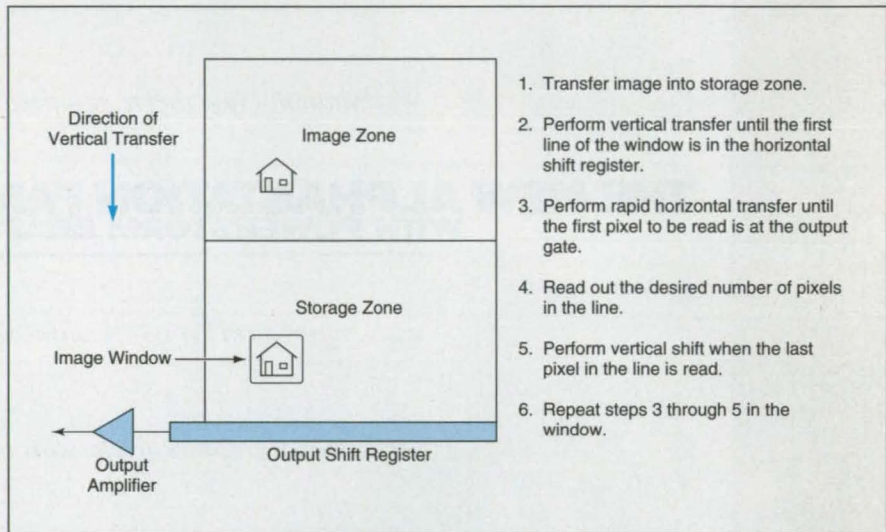 Direction of
Vertical Transfer
Image Zone
Storage Zone
Image Window
Output
Amplifier
Output Shift Register
1. Transfer image into storage zone.
2. Perform vertical transfer until the first
line of the window is in the horizontal
shift register.
3. Perform rapid horizontal transfer until
the first pixel to be read is at the output
gate.
4. Read out the desired number of pixels
in the line.
5. Perform vertical shift when the last
pixel in the line is read.
6. Repeat steps 3 through 5 in the
window.